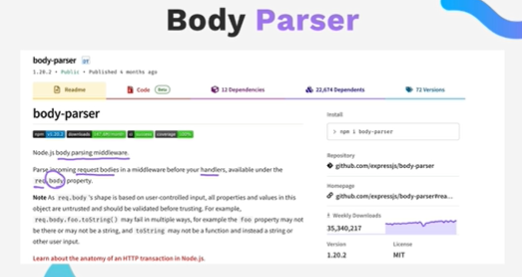 Body Parser
body-parser DT
1.20.2 • Public • Published 4 months ago
Readme
Code Beta
12 Dependencies
22,674 Dependents
72 Versions
body-parser
npm v1.20.2 downloads coverage 100%
Node.js body parsing middleware.
Parse incoming request bodies in a middleware before your handlers, available under the
req.body property.
Note As req.body's shape is based on user-controlled input, all properties and values in this
object are untrusted and should be validated before trusting. For example,
req.body.foo.toString() may fail in multiple ways, for example the foo property may not
be there or may not be a string, and toString may not be a function and instead a string or
other user input.
Learn about the anatomy of an HTTP transaction in Node.js.
Install
> npm i body-parser
Repository
github.com/expressjs/body-parser
Homepage
github.com/expressjs/body-parser#rea...
Weekly Downloads
35,340,217
Version
License
1.20.2
MIT